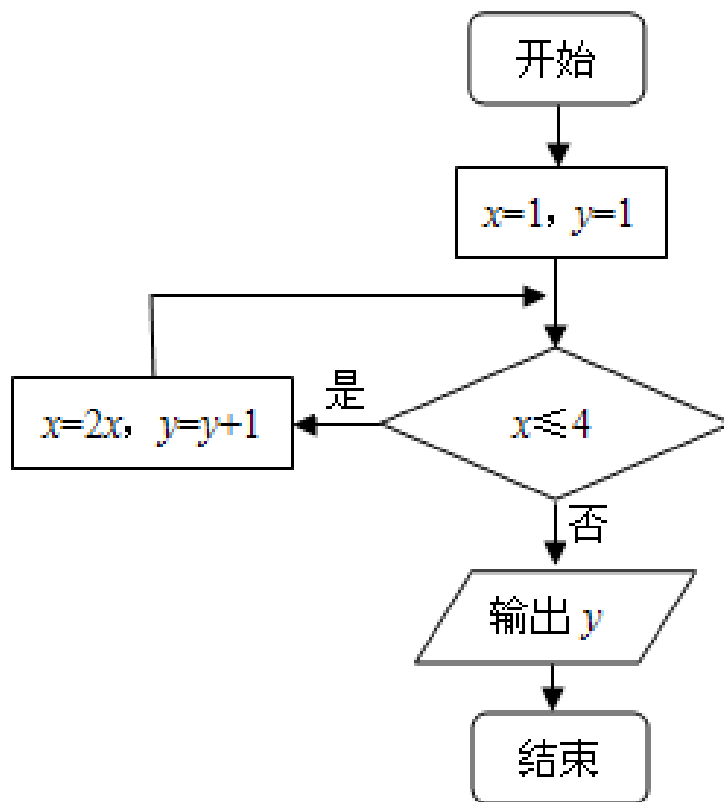 开始
x=1，y=1
是
x=2x，y=y+1
x≤4
否
输出 y
结束